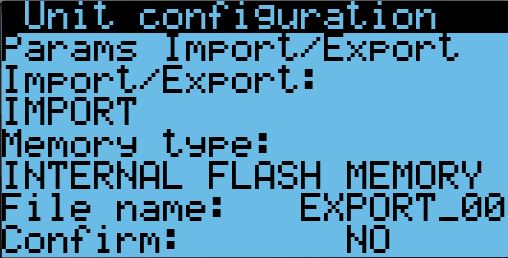 Unit configuration
Params Import/Export
Import/Export:
IMPORT
Memory type:
INTERNAL FLASH MEMORY
File name: EXPORT_00
Confirm: NO